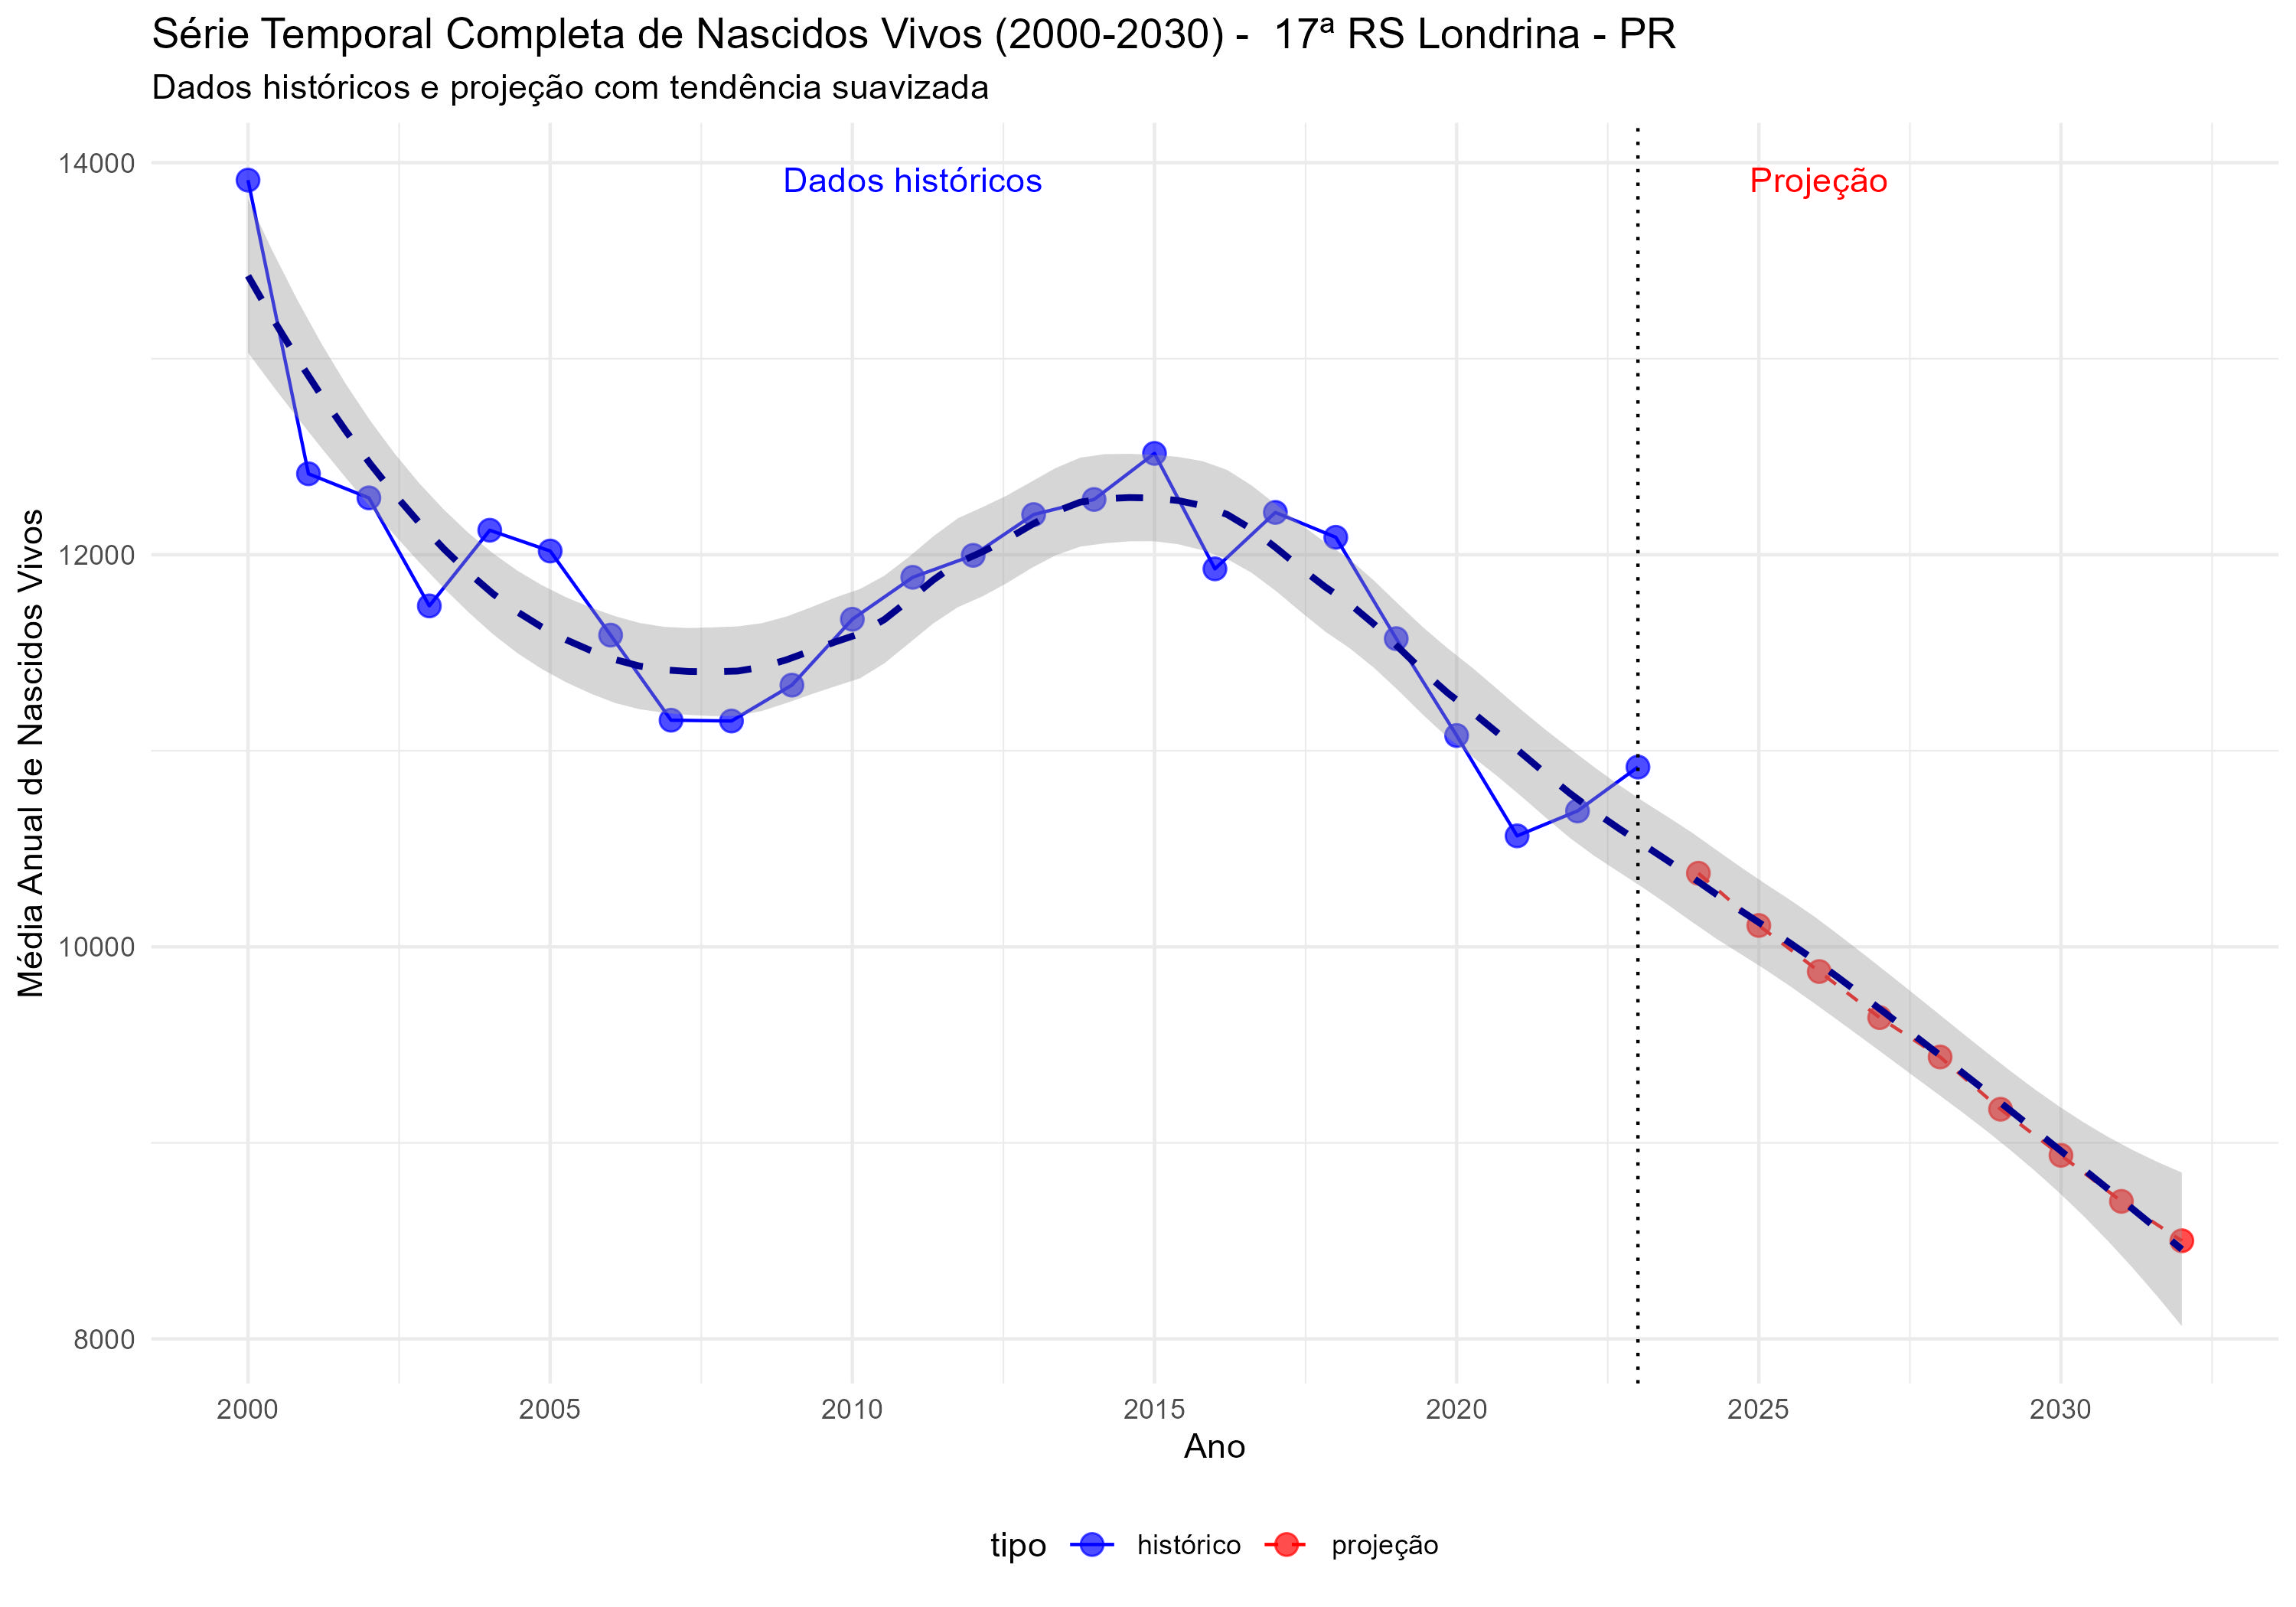 Série Temporal Completa de Nascidos Vivos (2000-2030) -  17ª RS Londrina - PR
Dados históricos e projeção com tendência suavizada
Média Anual de Nascidos Vivos
14000
12000
10000
8000
Dados históricos
Projeção
2000
2005
2010
2015
2020
2025
2030
Ano
tipo
histórico
projeção